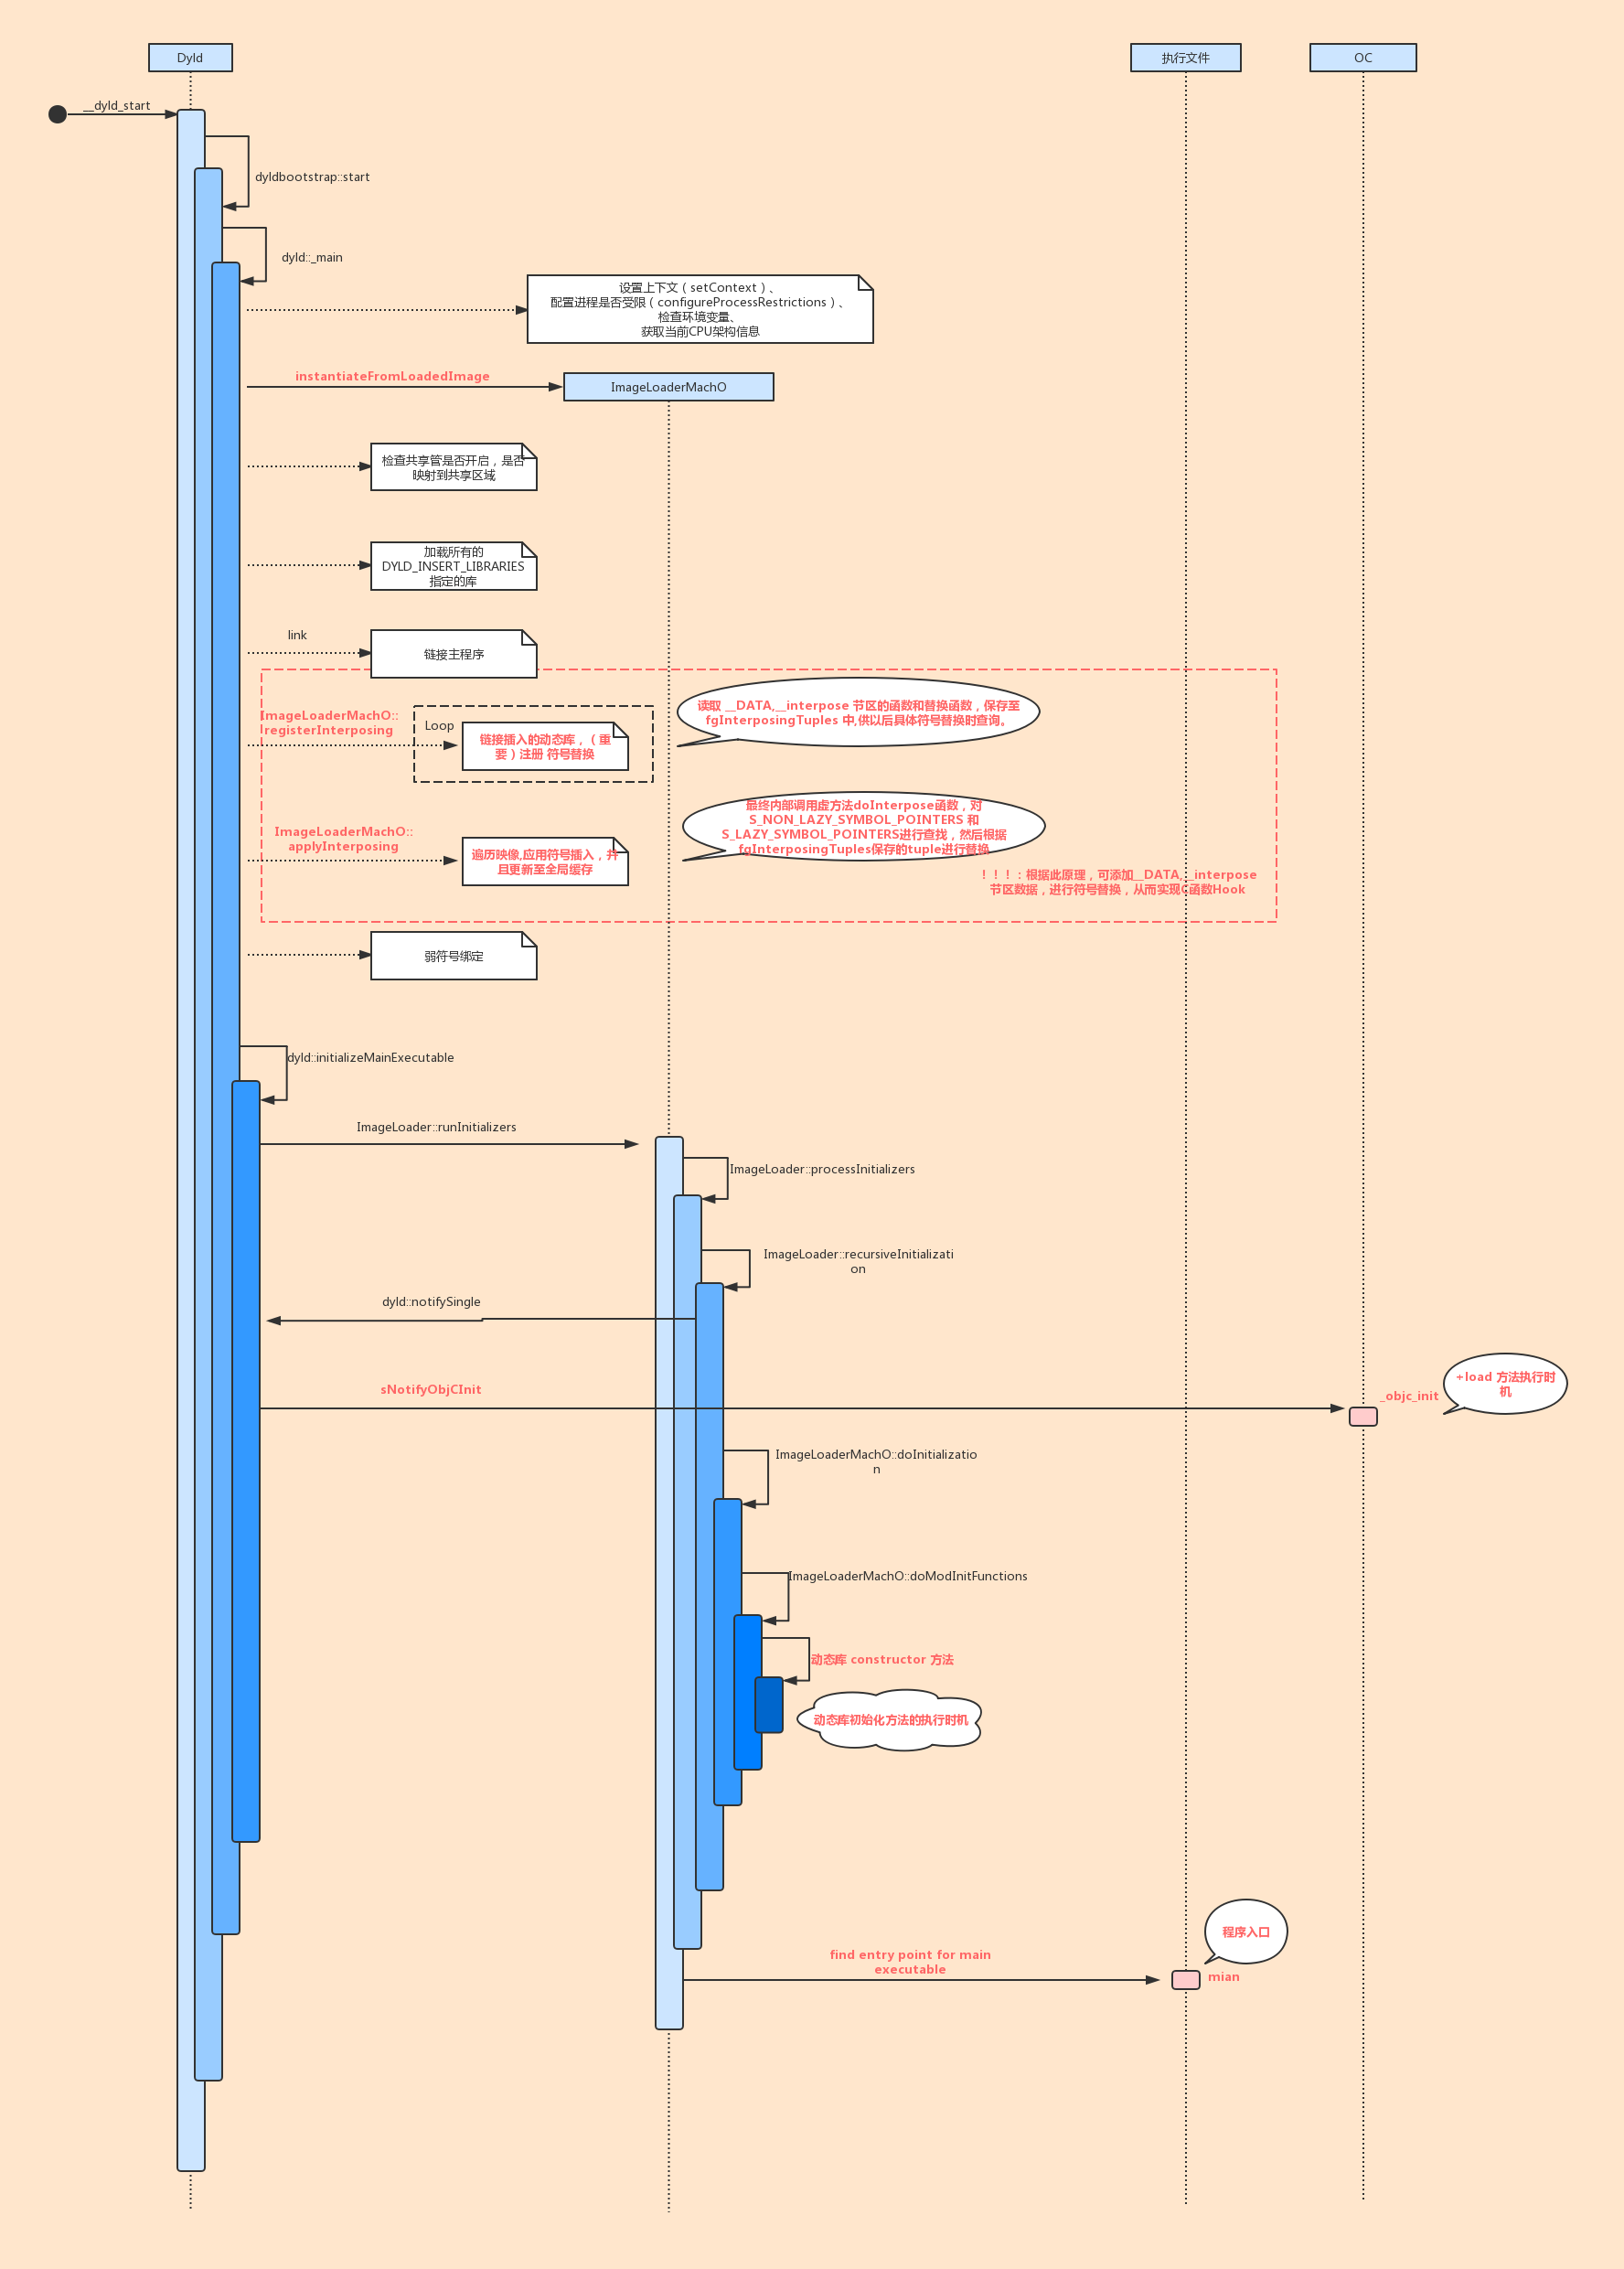 Dyld
执行文件
OC
__dyld_start
dyldbootstrap::start
dyld::_main
设置上下文（setContext）、
配置进程是否受限（configureProcessRestrictions）、
检查环境变量、
获取当前CPU架构信息
instantiateFromLoadedImage
ImageLoaderMachO
检查共享管是否开启，是否
映射到共享区域
加载所有的
DYLD_INSERT_LIBRARIES
指定的库
link
链接主程序
ImageLoaderMachO::
registerInterposing
Loop
链接插入的动态库，（重
要）注册 符号替换
读取 __DATA,__interpose 节区的函数和替换函数，保存至
fgInterposingTuples 中,供以后具体符号替换时查询。
ImageLoaderMachO::
applyInterposing
遍历映像,应用符号插入，并
且更新至全局缓存
最终内部调用虚方法doInterpose函数，对
S_NON_LAZY_SYMBOL_POINTERS 和
S_LAZY_SYMBOL_POINTERS进行查找，然后根据
fgInterposingTuples保存的tuple进行替换
！！！：根据此原理，可添加__DATA,__interpose
节区数据，进行符号替换，从而实现C函数Hook
弱符号绑定
dyld::initializeMainExecutable
ImageLoader::runInitializers
ImageLoader::processInitializers
ImageLoader::recursiveInitializati
on
dyld::notifySingle
sNotifyObjCInit
_objc_init
+load 方法执行时
机
ImageLoaderMachO::doInitializatio
n
ImageLoaderMachO::doModInitFunctions
动态库 constructor 方法
动态库初始化方法的执行时机
程序入口
find entry point for main
executable
mian